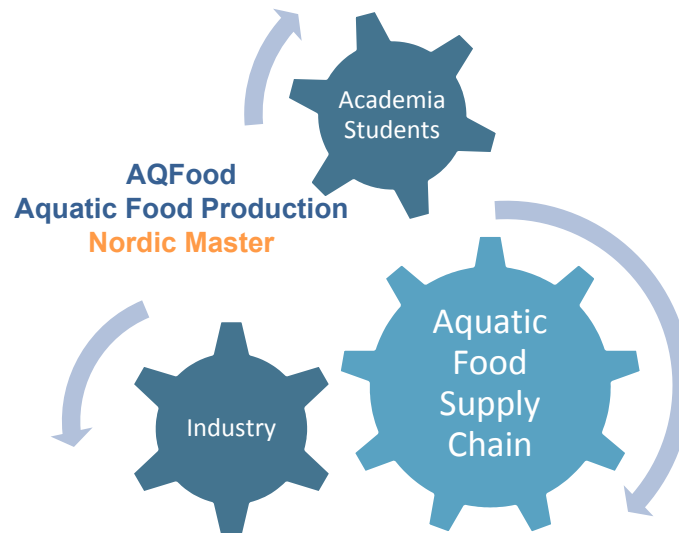 Academia
Students
AQFood
Aquatic Food Production
Nordic Master
Aquatic
Food
Supply
Chain
Industry